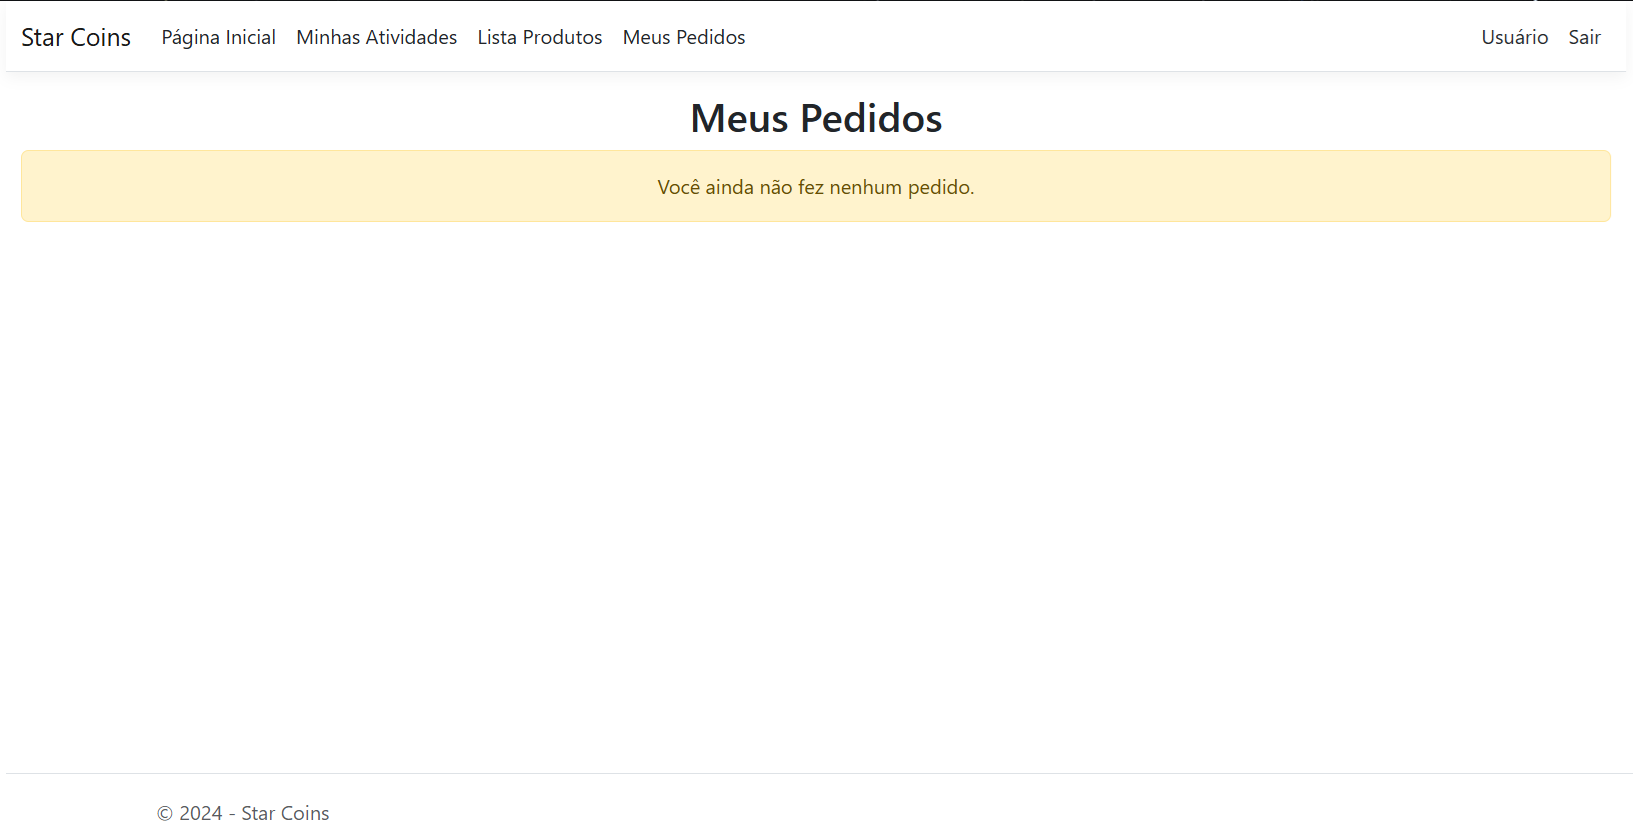 Star Coins Página Inicial Minhas Atividades Lista Produtos Meus Pedidos Usuário Sair
Meus Pedidos
Você ainda não fez nenhum pedido.
© 2024 - Star Coins